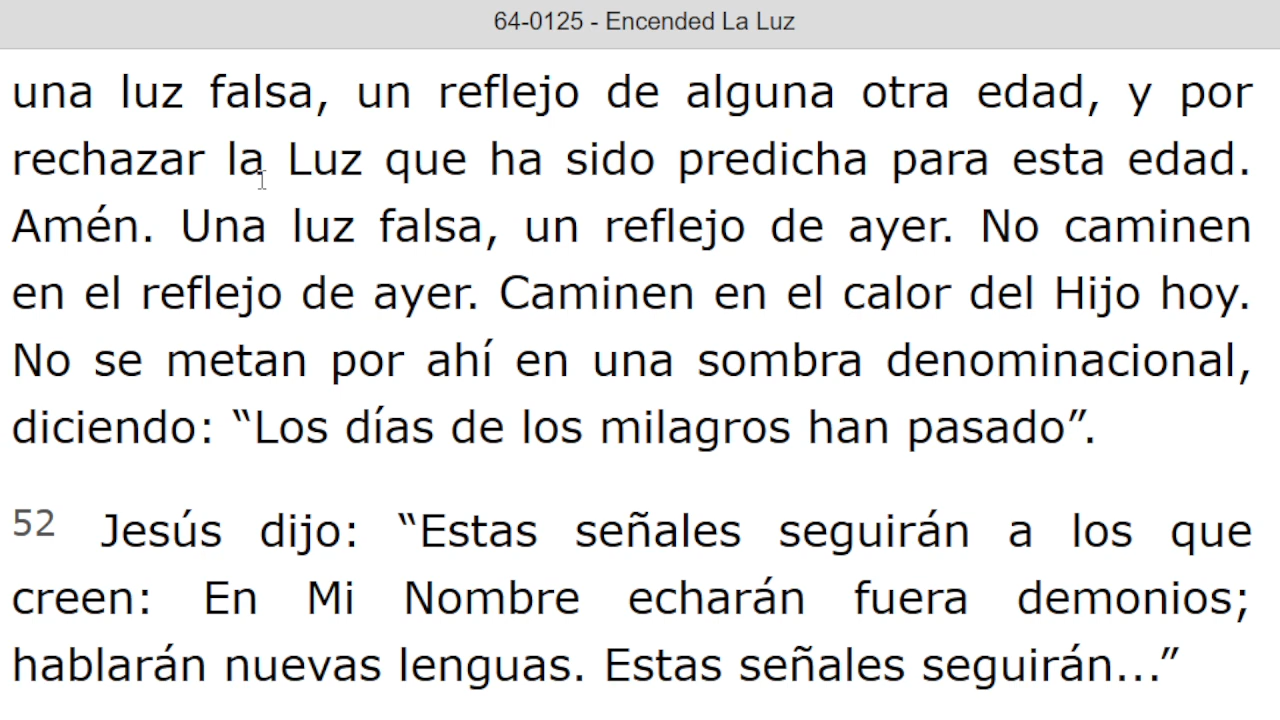 64-0125 - Encended La Luz
una luz falsa, un reflejo de alguna otra edad, y por
rechazar la Luz que ha sido predicha para esta edad.
Amén. Una luz falsa, un reflejo de ayer. No caminen
en el reflejo de ayer. Caminen en el calor del Hijo hoy.
No se metan por ahí en una sombra denominacional,
diciendo: “Los días de los milagros han pasado”.
52 Jesús dijo: “Estas señales seguirán a los que
creen: En Mi Nombre echarán fuera demonios;
hablarán nuevas lenguas. Estas señales seguirán...”